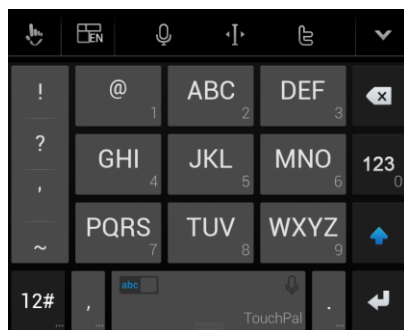 EN
! @ 1 ABC 2 DEF 3
? GHI 4 JKL 5 MNO 6 123 0
,
~ PQRS 7 TUV 8 WXYZ 9
12# , abc TouchPal .